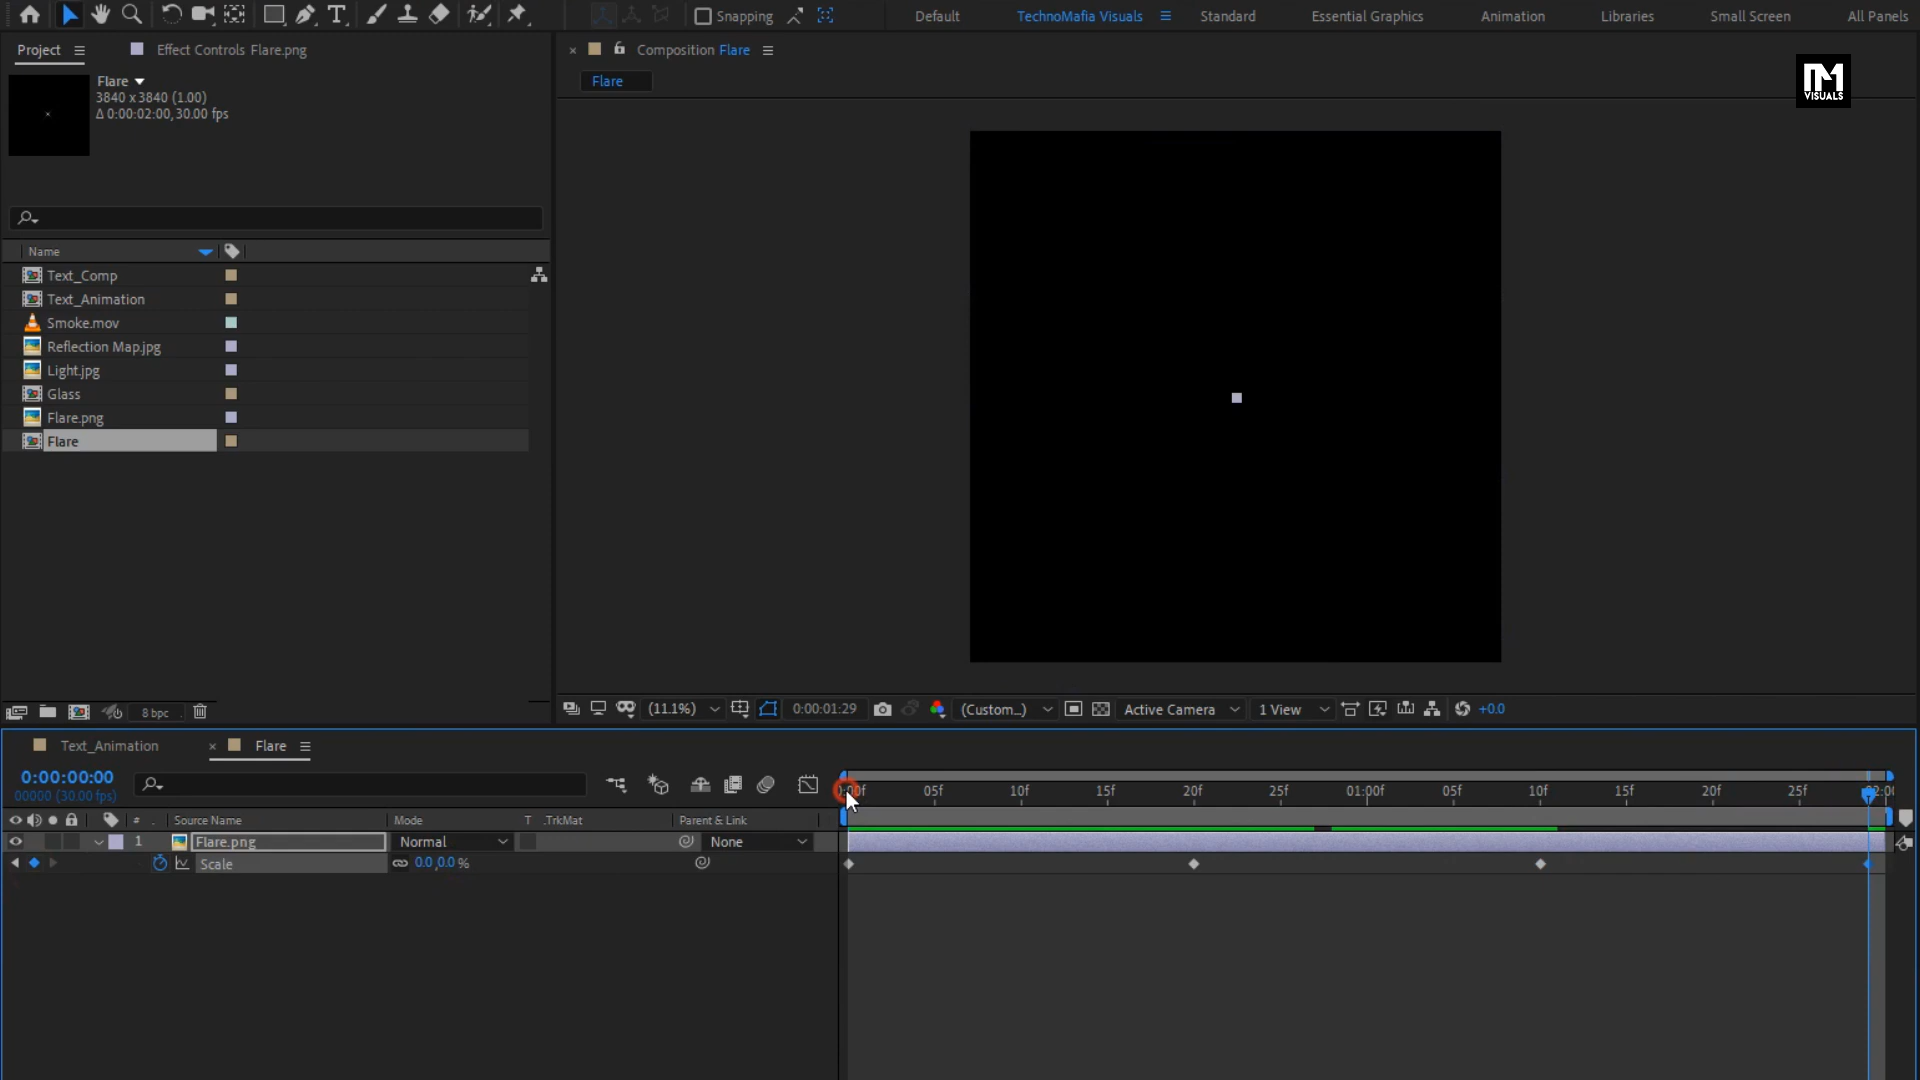 Snapping
Default
TechnoMafia Visuals
Standard
Essential Graphics
Animation
Libraries
Small Screen
All Panels
Project
Effect Controls Flare.png
Composition Flare
Flare
3840 x 3840 (1.00)
Δ 0:00:02:00, 30.00 fps
Flare
VISUALS
Name
Text_Comp
Text_Animation
Smoke.mov
Reflection Map.jpg
Light.jpg
Glass
Flare.png
Flare
8 bpc
(11.1%)
0:00:01:29
(Custom...)
Active Camera
1 View
+0.0
Text_Animation
Flare
0:00:00:00
00000 (30.00 fps)
05f 10f 15f 20f 25f 01:00f 05f 10f 15f 20f 25f
# Source Name Mode T .TrkMat Parent & Link
1 Flare.png Normal None
Scale 0.0,0.0 %